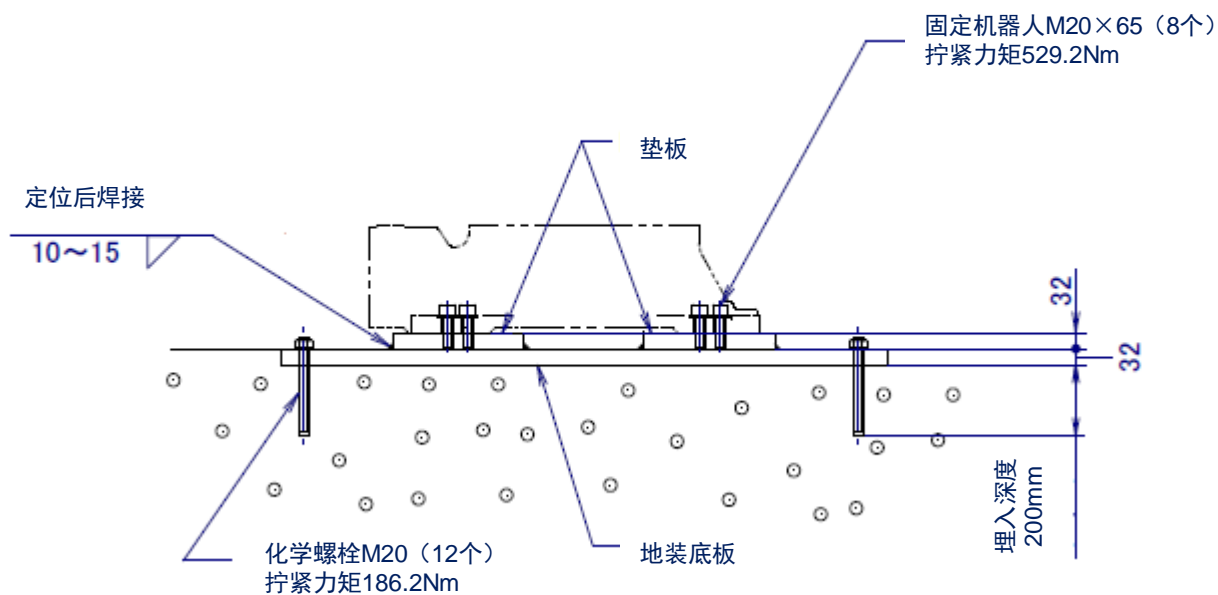 固定机器人M20×65（8个）
拧紧力矩529.2Nm
垫板
定位后焊接
10～15
32
32
埋入深度
200mm
化学螺栓M20（12个）
拧紧力矩186.2Nm
地装底板